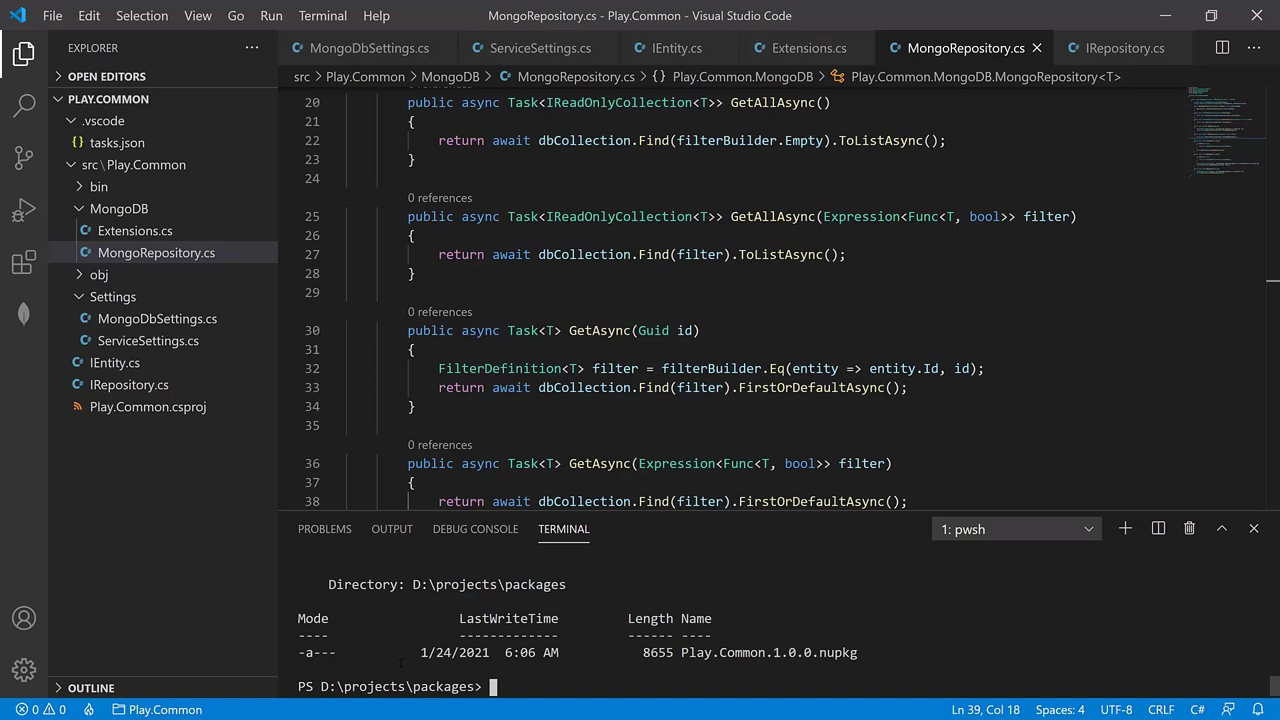 File Edit Selection View Go Run Terminal Help MongoRepository.cs - Play.Common - Visual Studio Code
EXPLORER
MongoDbSettings.cs ServiceSettings.cs IEntity.cs Extensions.cs MongoRepository.cs IRepository.cs
OPEN EDITORS
PLAY.COMMON
.vscode
tasks.json
src \ Play.Common
bin
MongoDB
Extensions.cs
MongoRepository.cs
obj
Settings
MongoDbSettings.cs
ServiceSettings.cs
IEntity.cs
IRepository.cs
Play.Common.csproj
OUTLINE
src > Play.Common > MongoDB > MongoRepository.cs > {} Play.Common.MongoDB > Play.Common.MongoDB.MongoRepository<T>
20 public async Task<IReadOnlyCollection<T>> GetAllAsync()
21 {
22 return await dbCollection.Find(filterBuilder.Empty).ToListAsync();
23 }
24
0 references
25 public async Task<IReadOnlyCollection<T>> GetAllAsync(Expression<Func<T, bool>> filter)
26 {
27 return await dbCollection.Find(filter).ToListAsync();
28 }
29
0 references
30 public async Task<T> GetAsync(Guid id)
31 {
32 FilterDefinition<T> filter = filterBuilder.Eq(entity => entity.Id, id);
33 return await dbCollection.Find(filter).FirstOrDefaultAsync();
34 }
35
0 references
36 public async Task<T> GetAsync(Expression<Func<T, bool>> filter)
37 {
38 return await dbCollection.Find(filter).FirstOrDefaultAsync();
PROBLEMS OUTPUT DEBUG CONSOLE TERMINAL 1: pwsh
Directory: D:\projects\packages
Mode LastWriteTime Length Name
---- ------------- ------ ----
-a--- 1/24/2021 6:06 AM 8655 Play.Common.1.0.0.nupkg
PS D:\projects\packages>
0 0 Play.Common Ln 39, Col 18 Spaces: 4 UTF-8 CRLF C#